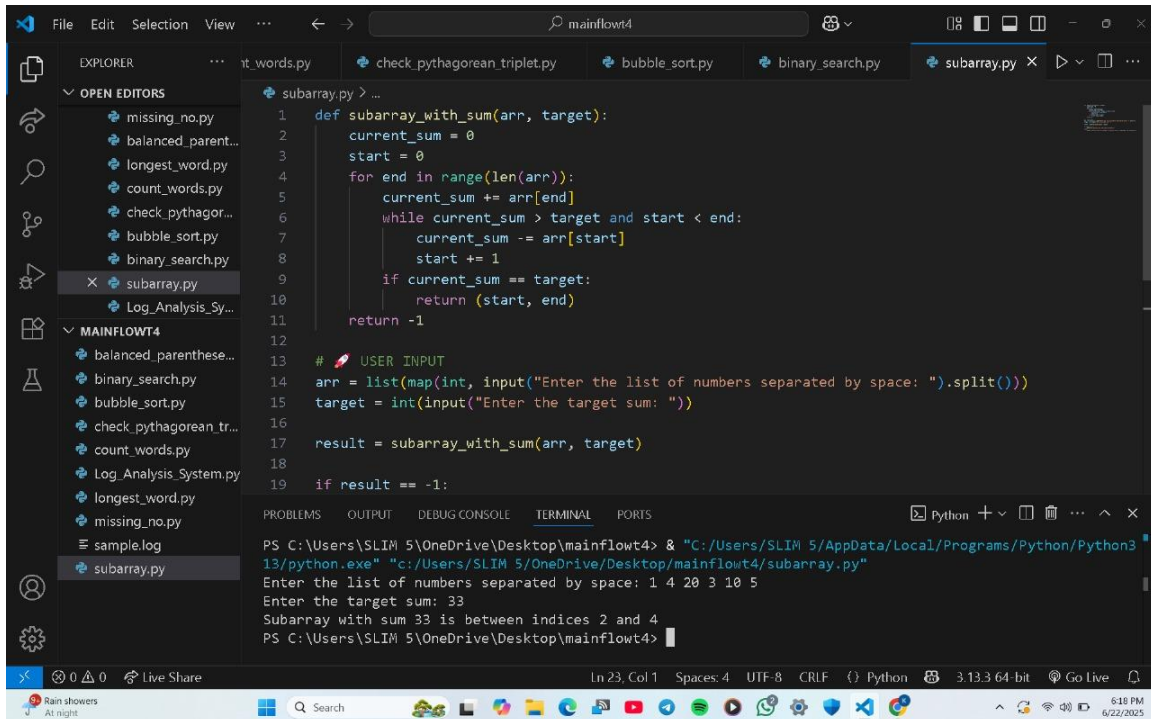 File Edit Selection View ··· mainflowt4
EXPLORER ···
OPEN EDITORS
missing_no.py
balanced_parent...
longest_word.py
count_words.py
check_pythagor...
bubble_sort.py
binary_search.py
subarray.py
Log_Analysis_Sy...
MAINFLOWT4
balanced_parenthese...
binary_search.py
bubble_sort.py
check_pythagorean_tr...
count_words.py
Log_Analysis_System.py
longest_word.py
missing_no.py
sample.log
subarray.py
nt_words.py check_pythagorean_triplet.py bubble_sort.py binary_search.py subarray.py ···
subarray.py > ...
1 def subarray_with_sum(arr, target):
2 current_sum = 0
3 start = 0
4 for end in range(len(arr)):
5 current_sum += arr[end]
6 while current_sum > target and start < end:
7 current_sum -= arr[start]
8 start += 1
9 if current_sum == target:
10 return (start, end)
11 return -1
12
13 # 🚀 USER INPUT
14 arr = list(map(int, input("Enter the list of numbers separated by space: ").split()))
15 target = int(input("Enter the target sum: "))
16
17 result = subarray_with_sum(arr, target)
18
19 if result == -1:
PROBLEMS OUTPUT DEBUG CONSOLE TERMINAL PORTS Python ···
PS C:\Users\SLIM 5\OneDrive\Desktop\mainflowt4> & "C:/Users/SLIM 5/AppData/Local/Programs/Python/Python3
13/python.exe" "c:/Users/SLIM 5/OneDrive/Desktop/mainflowt4/subarray.py"
Enter the list of numbers separated by space: 1 4 20 3 10 5
Enter the target sum: 33
Subarray with sum 33 is between indices 2 and 4
PS C:\Users\SLIM 5\OneDrive\Desktop\mainflowt4>
0 0 Live Share Ln 23, Col 1 Spaces: 4 UTF-8 CRLF {} Python 3.13.3 64-bit Go Live
Rain showers
At night
Search
6:18 PM
6/22/2025